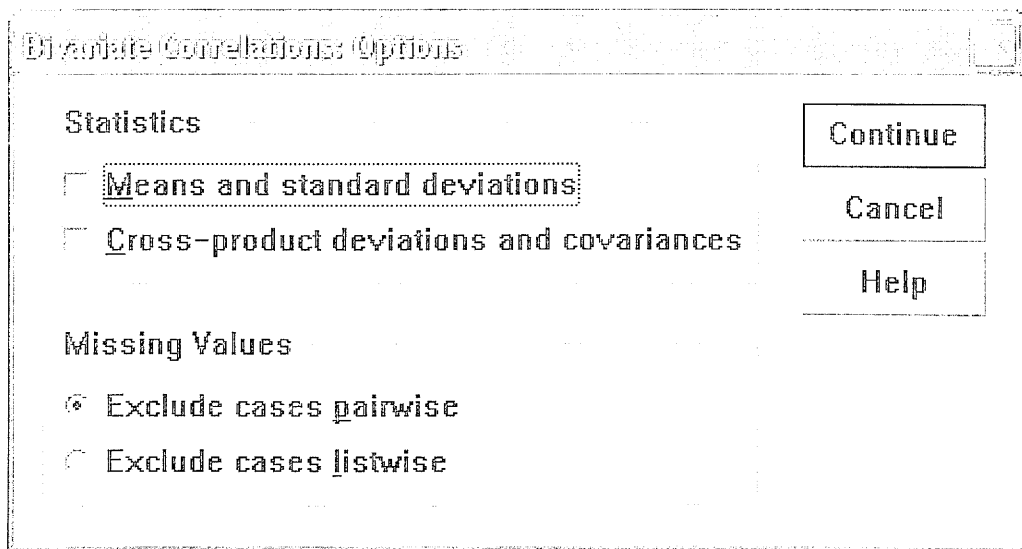 Bivariate Correlations: Options
Statistics
Means and standard deviations
Cross-product deviations and covariances
Missing Values
Exclude cases pairwise
Exclude cases listwise
Continue
Cancel
Help